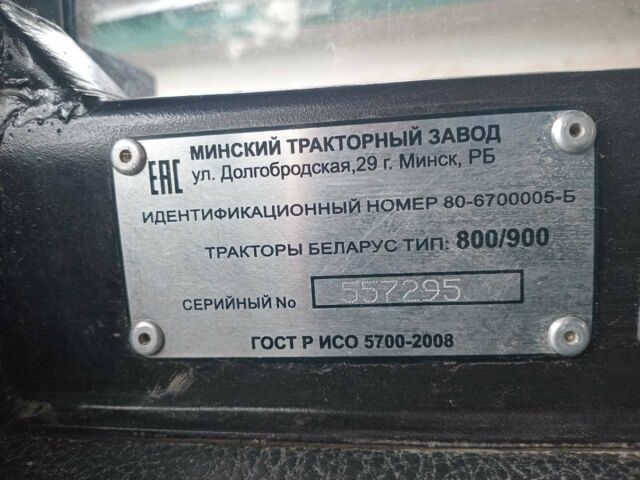 EAC
МИНСКИЙ ТРАКТОРНЫЙ ЗАВОД
ул. Долгобродская,29 г. Минск, РБ
ИДЕНТИФИКАЦИОННЫЙ НОМЕР 80-6700005-Б
ТРАКТОРЫ БЕЛАРУС ТИП: 800/900
СЕРИЙНЫЙ No 557295
ГОСТ Р ИСО 5700-2008